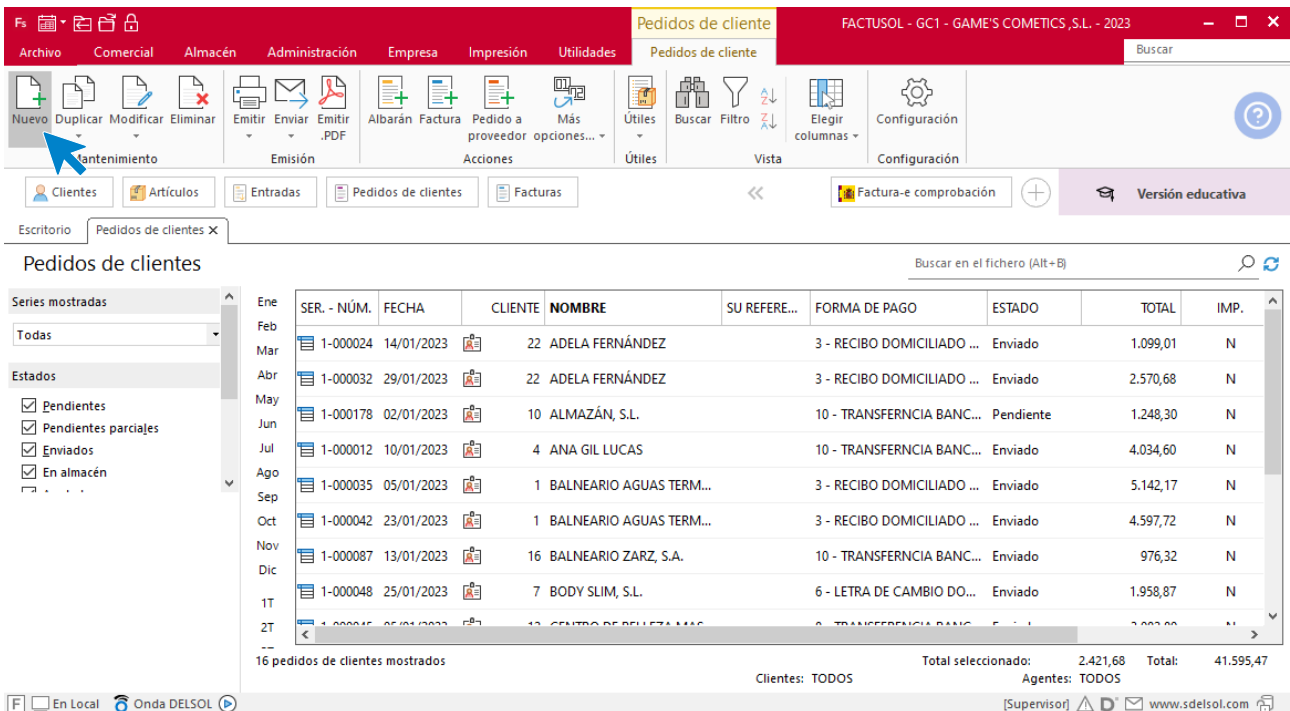 Fs
Pedidos de cliente
FACTUSOL - GC1 - GAME'S COMETICS ,S.L. - 2023
Archivo Comercial Almacén Administración Empresa Impresión Utilidades Pedidos de cliente Buscar
Nuevo Duplicar Modificar Eliminar Emitir Enviar Emitir .PDF Albarán Factura Pedido a proveedor Más opciones... Útiles Buscar Filtro Elegir columnas Configuración
Mantenimiento Emisión Acciones Útiles Vista Configuración
Clientes Artículos Entradas Pedidos de clientes Facturas Factura-e comprobación Versión educativa
Escritorio Pedidos de clientes X
Pedidos de clientes
Buscar en el fichero (Alt+B)
Series mostradas
Todas
Estados
Pendientes
Pendientes parciales
Enviados
En almacén
Ene
Feb
Mar
Abr
May
Jun
Jul
Ago
Sep
Oct
Nov
Dic
1T
2T
SER. - NÚM. FECHA CLIENTE NOMBRE SU REFERE... FORMA DE PAGO ESTADO TOTAL IMP.
1-000024 14/01/2023 22 ADELA FERNÁNDEZ 3 - RECIBO DOMICILIADO ... Enviado 1.099,01 N
1-000032 29/01/2023 22 ADELA FERNÁNDEZ 3 - RECIBO DOMICILIADO ... Enviado 2.570,68 N
1-000178 02/01/2023 10 ALMAZÁN, S.L. 10 - TRANSFERNCIA BANC... Pendiente 1.248,30 N
1-000012 10/01/2023 4 ANA GIL LUCAS 10 - TRANSFERNCIA BANC... Enviado 4.034,60 N
1-000035 05/01/2023 1 BALNEARIO AGUAS TERM... 3 - RECIBO DOMICILIADO ... Enviado 5.142,17 N
1-000042 23/01/2023 1 BALNEARIO AGUAS TERM... 3 - RECIBO DOMICILIADO ... Enviado 4.597,72 N
1-000087 13/01/2023 16 BALNEARIO ZARZ, S.A. 10 - TRANSFERNCIA BANC... Enviado 976,32 N
1-000048 25/01/2023 7 BODY SLIM, S.L. 6 - LETRA DE CAMBIO DO... Enviado 1.958,87 N
16 pedidos de clientes mostrados Total seleccionado: 2.421,68 Total: 41.595,47
Clientes: TODOS Agentes: TODOS
F En Local Onda DELSOL [Supervisor] D www.sdelsol.com